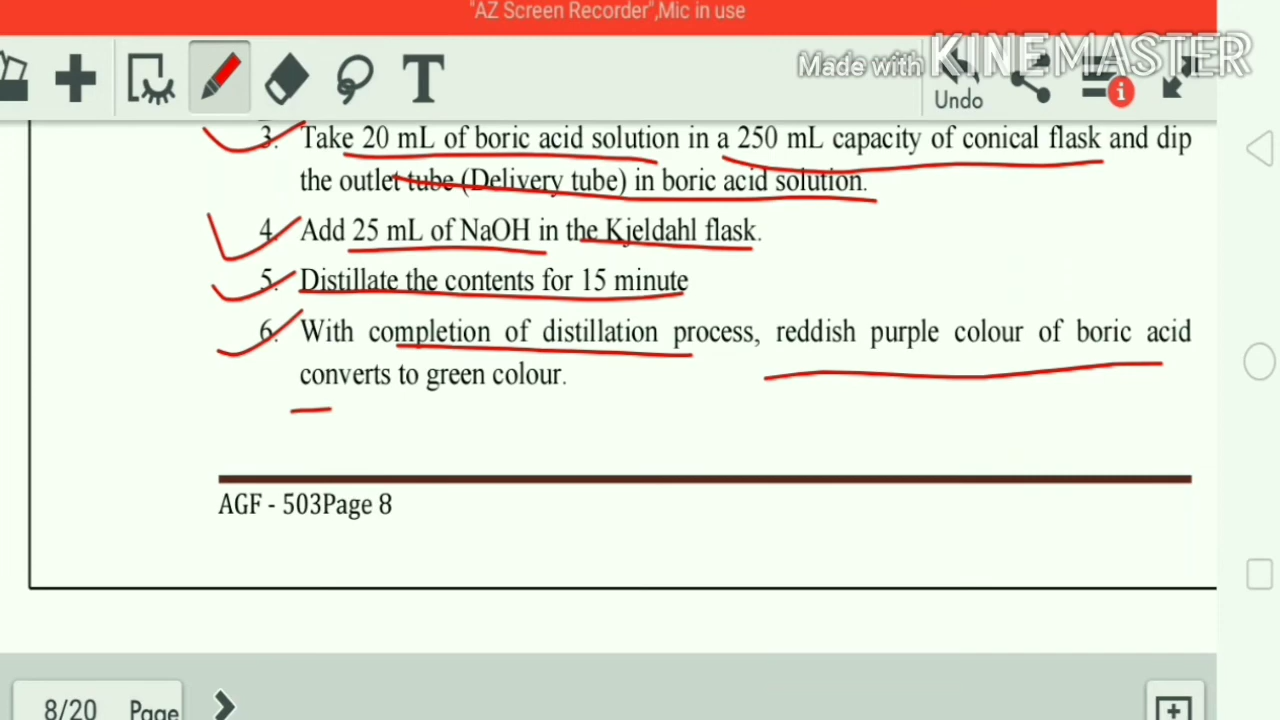 "AZ Screen Recorder",Mic in use
Made with KINEMASTER
T
Undo
3. Take 20 mL of boric acid solution in a 250 mL capacity of conical flask and dip
the outlet tube (Delivery tube) in boric acid solution.
4. Add 25 mL of NaOH in the Kjeldahl flask.
5. Distillate the contents for 15 minute
6. With completion of distillation process, reddish purple colour of boric acid
converts to green colour.
AGF - 503Page 8
8/20 Page